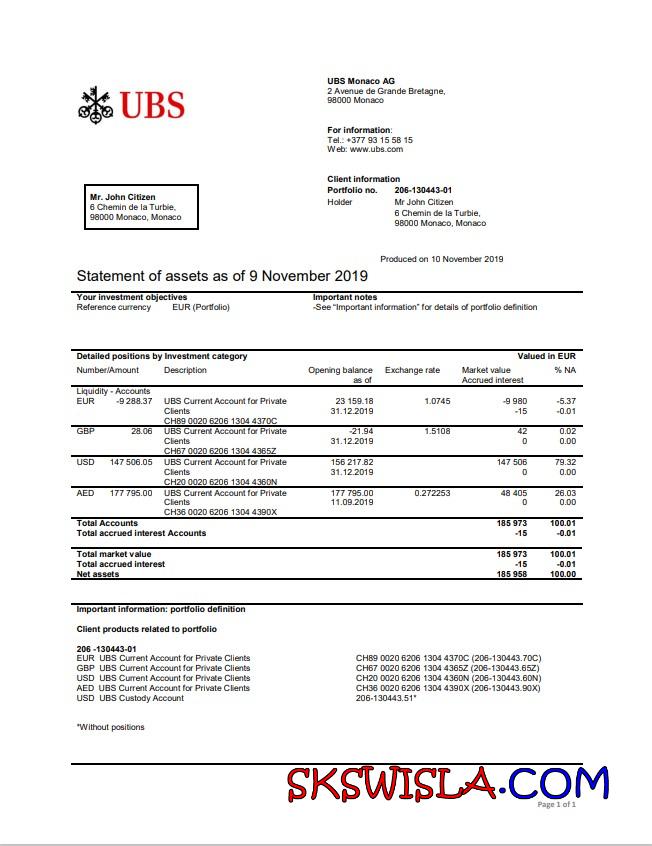 UBS
UBS Monaco AG
2 Avenue de Grande Bretagne,
98000 Monaco
For information:
Tel.: +377 93 15 58 15
Web: www.ubs.com
Client information
Portfolio no. 206-130443-01
Holder Mr John Citizen
6 Chemin de la Turbie,
98000 Monaco, Monaco
Mr. John Citizen
6 Chemin de la Turbie,
98000 Monaco, Monaco
Produced on 10 November 2019
Statement of assets as of 9 November 2019
Your investment objectives Important notes
Reference currency EUR (Portfolio) -See “Important information” for details of portfolio definition
Detailed positions by Investment category Valued in EUR
Number/Amount Description Opening balance Exchange rate Market value % NA
as of Accrued interest
Liquidity - Accounts
EUR -9 288.37 UBS Current Account for Private 23 159.18 1.0745 -9 980 -5.37
Clients 31.12.2019 -15 -0.01
CH89 0020 6206 1304 4370C
GBP 28.06 UBS Current Account for Private -21.94 1.5108 42 0.02
Clients 31.12.2019 0 0.00
CH67 0020 6206 1304 4365Z
USD 147 506.05 UBS Current Account for Private 156 217.82 147 506 79.32
Clients 31.12.2019 0 0.00
CH20 0020 6206 1304 4360N
AED 177 795.00 UBS Current Account for Private 177 795.00 0.272253 48 405 26.03
Clients 11.09.2019 0 0.00
CH36 0020 6206 1304 4390X
Total Accounts 185 973 100.01
Total accrued interest Accounts -15 -0.01
Total market value 185 973 100.01
Total accrued interest -15 -0.01
Net assets 185 958 100.00
Important information: portfolio definition
Client products related to portfolio
206 -130443-01
EUR UBS Current Account for Private Clients CH89 0020 6206 1304 4370C (206-130443.70C)
GBP UBS Current Account for Private Clients CH67 0020 6206 1304 4365Z (206-130443.65Z)
USD UBS Current Account for Private Clients CH20 0020 6206 1304 4360N (206-130443.60N)
AED UBS Current Account for Private Clients CH36 0020 6206 1304 4390X (206-130443.90X)
USD UBS Custody Account 206-130443.51*
*Without positions
SKSWISLA.COM
Page 1 of 1